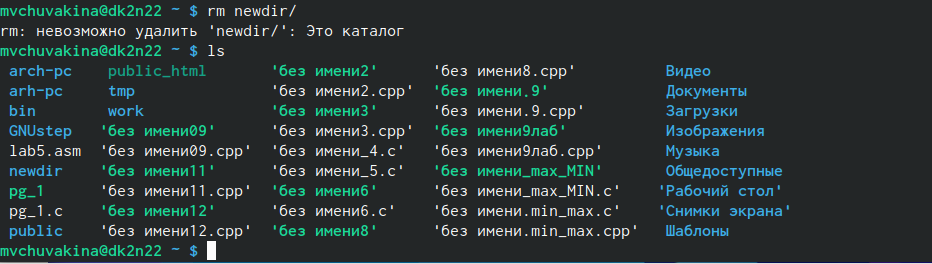 mvchuvakina@dk2n22 ~ $ rm newdir/
rm: невозможно удалить 'newdir/': Это каталог
mvchuvakina@dk2n22 ~ $ ls
arch-pc public_html 'без имени2' 'без имени8.cpp' Видео
arh-pc tmp 'без имени2.cpp' 'без имени.9' Документы
bin work 'без имени3' 'без имени.9.cpp' Загрузки
GNUstep 'без имени09' 'без имени3.cpp' 'без имени9лаб' Изображения
lab5.asm 'без имени09.cpp' 'без имени_4.c' 'без имени9лаб.cpp' Музыка
newdir 'без имени11' 'без имени_5.c' 'без имени_max_MIN' Общедоступные
pg_1 'без имени11.cpp' 'без имени6' 'без имени_max_MIN.c' 'Рабочий стол'
pg_1.c 'без имени12' 'без имени6.c' 'без имени.min_max.c' 'Снимки экрана'
public 'без имени12.cpp' 'без имени8' 'без имени.min_max.cpp' Шаблоны
mvchuvakina@dk2n22 ~ $